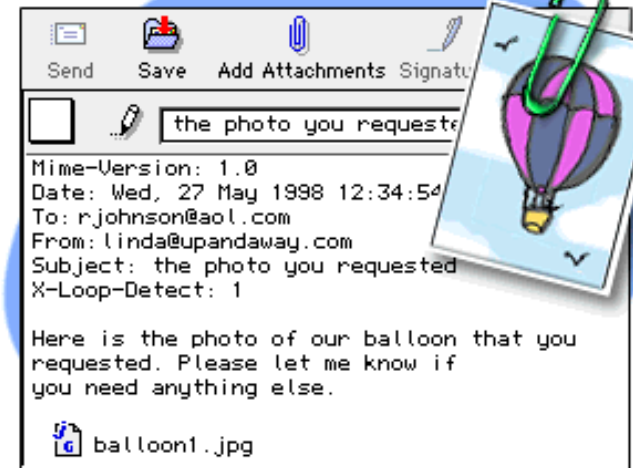 Send Save Add Attachments
the photo you
Mime-Version: 1.0
Date: Wed, 27 May 1998 12:34:54
To: rjohnson@aol.com
From: linda@upandaway.com
Subject: the photo you requested
X-Loop-Detect: 1
Here is the photo of our balloon that you
requested. Please let me know if
you need anything else.
balloon1.jpg